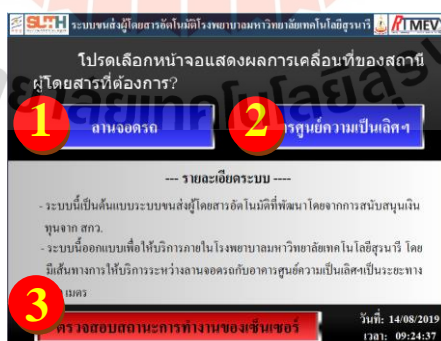 SUTH ระบบขนส่งผู้โดยสารอัตโนมัติโรงพยาบาลมหาวิทยาลัยเทคโนโลยีสุรนารี RTMEV
โปรดเลือกหน้าจอแสดงผลการเคลื่อนที่ของสถานี
ผู้โดยสารที่ต้องการ?
1 ลานจอดรถ
2 ารศูนย์ความเป็นเลิศฯ
--- รายละเอียดระบบ ----
- ระบบนี้เป็นต้นแบบระบบขนส่งผู้โดยสารอัตโนมัติที่พัฒนาโดยจากการสนับสนุนเงิน
ทุนจาก สกว.
- ระบบนี้ออกแบบเพื่อให้บริการภายในโรงพยาบาลมหาวิทยาลัยเทคโนโลยีสุรนารี โดย
มีเส้นทางการให้บริการระหว่างลานจอดรถกับอาคารศูนย์ความเป็นเลิศฯเป็นระยะทาง
เมตร
3 ตรวจสอบสถานะการทำงานของเซ็นเซอร์
วันที่: 14/08/2019
เวลา: 09:24:37